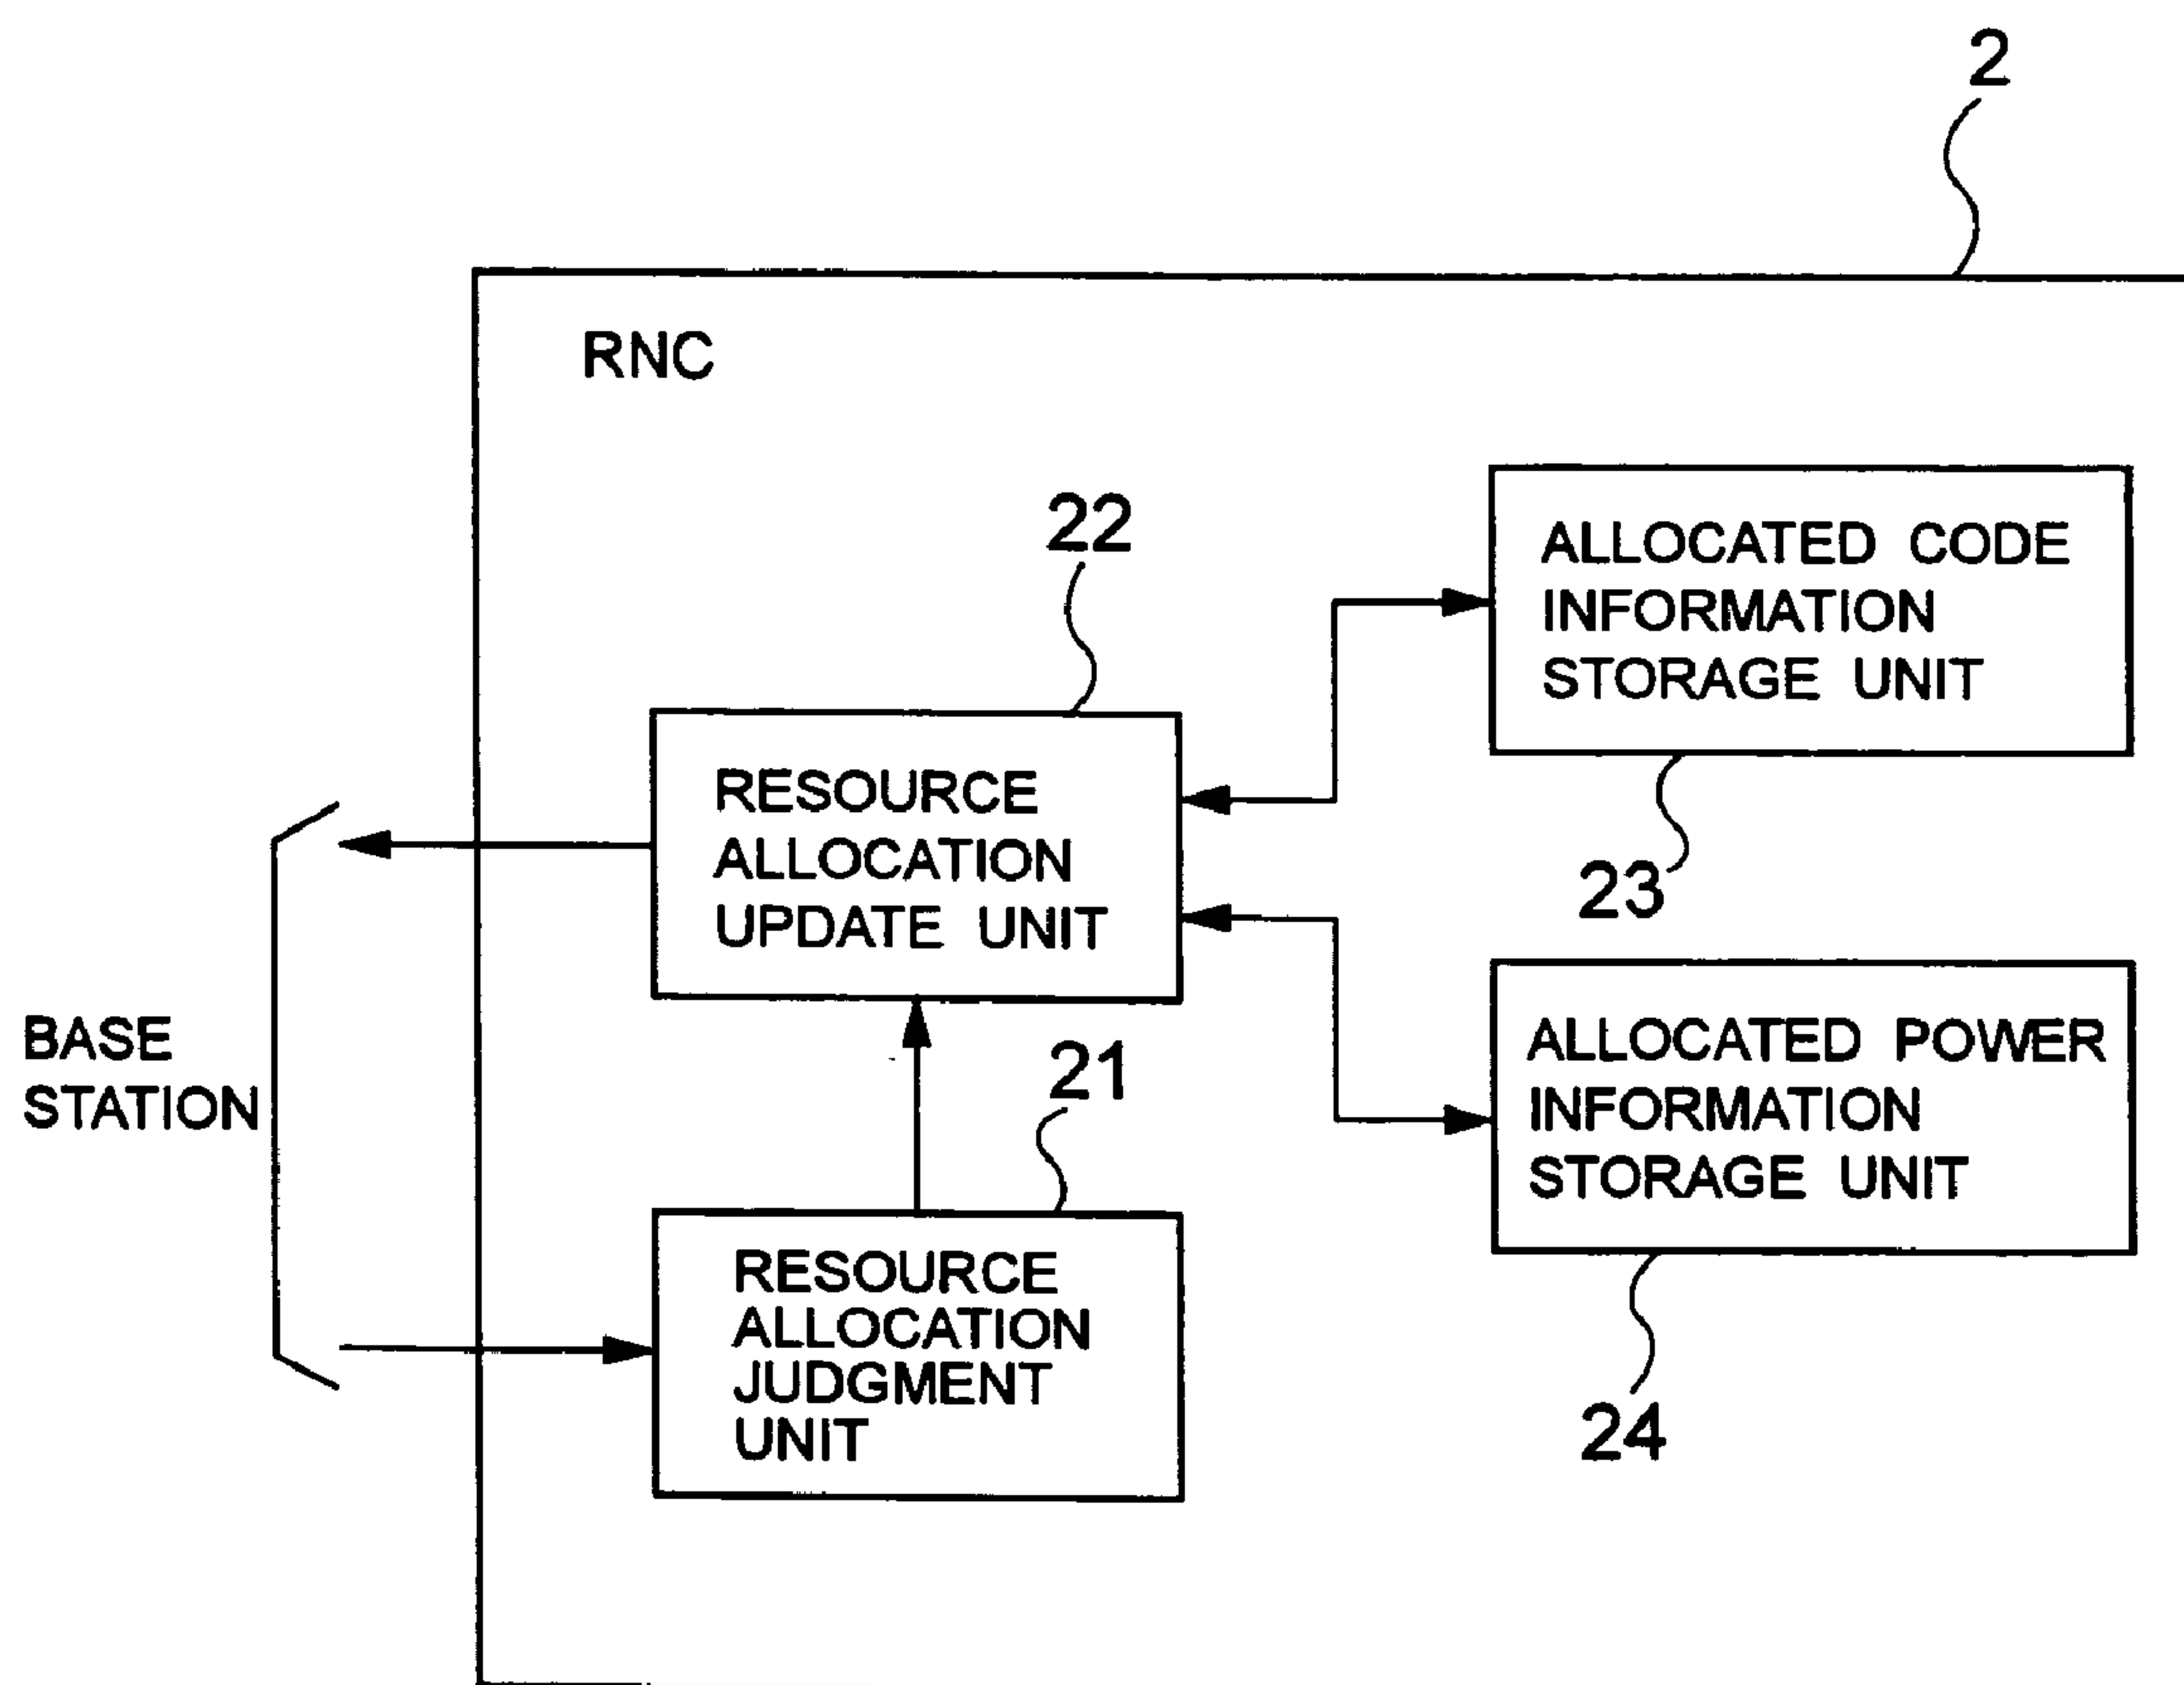 2
RNC
22
ALLOCATED CODE
INFORMATION
STORAGE UNIT
23
RESOURCE
ALLOCATION
UPDATE UNIT
BASE
STATION
21
ALLOCATED POWER
INFORMATION
STORAGE UNIT
24
RESOURCE
ALLOCATION
JUDGMENT
UNIT